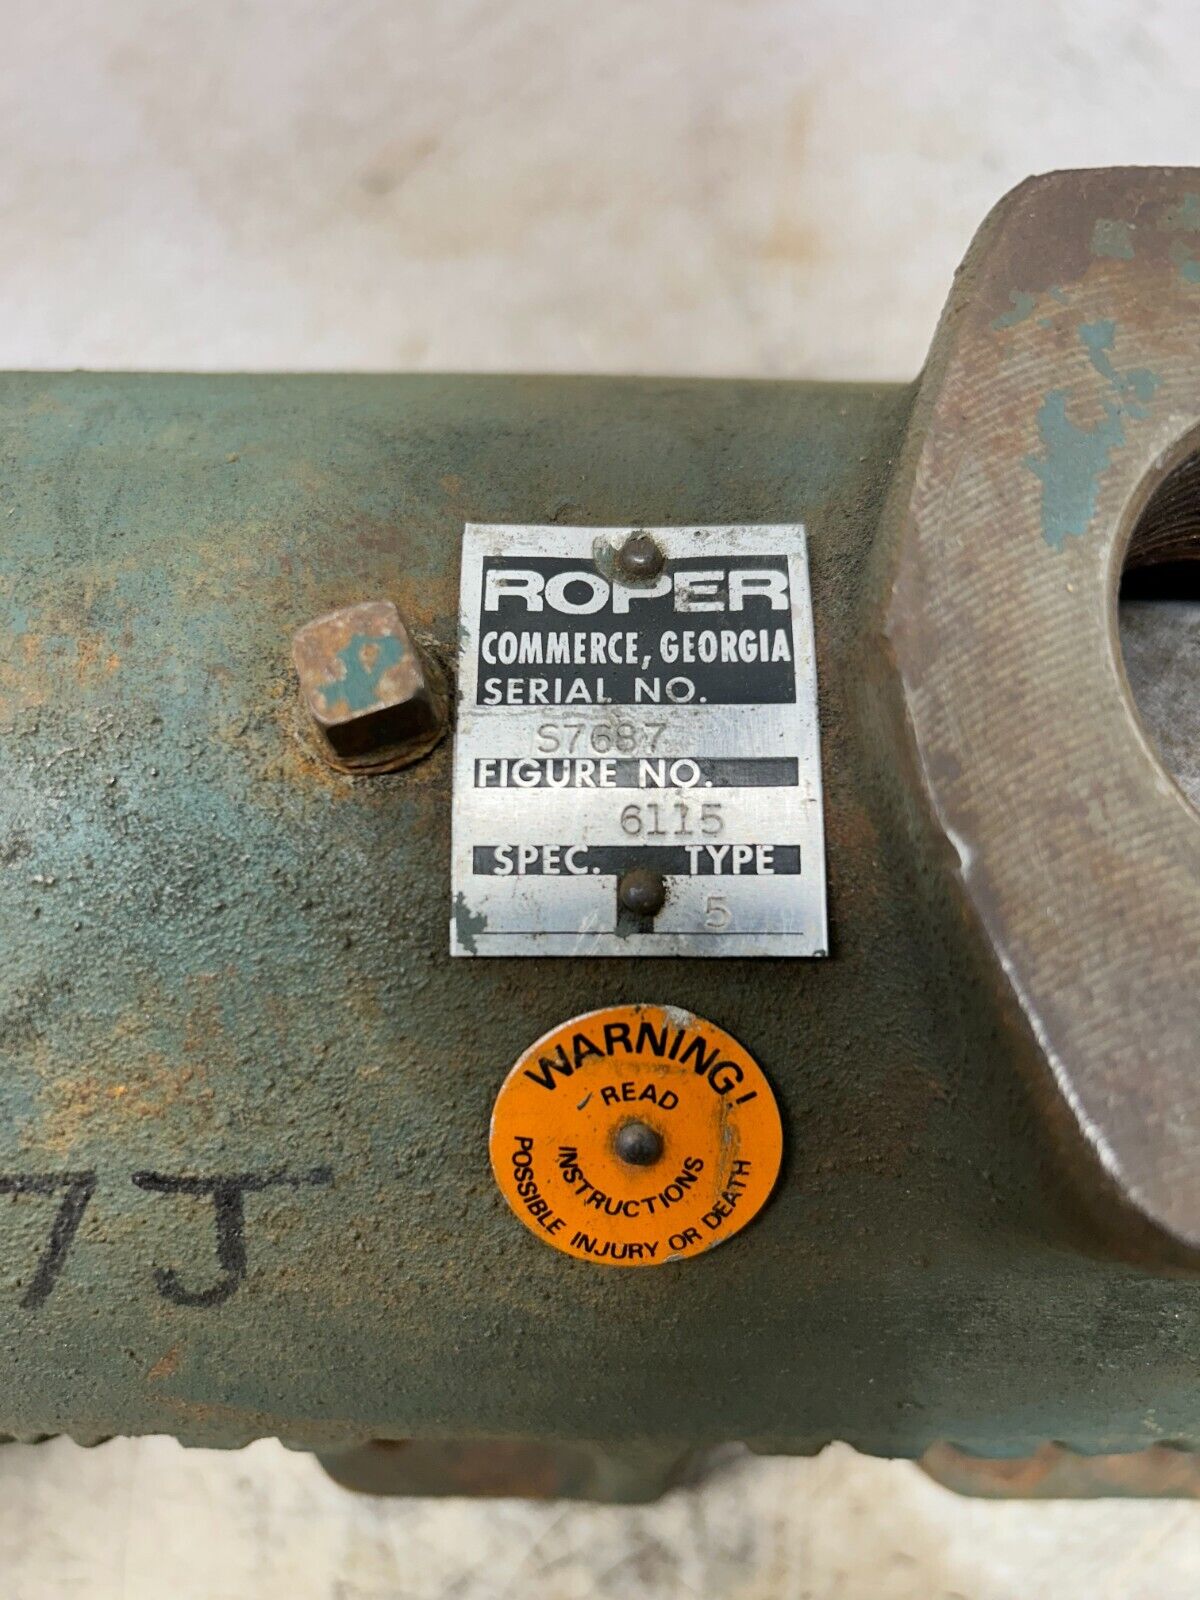 ROPER
COMMERCE, GEORGIA
SERIAL NO.
S7687
FIGURE NO.
6115
SPEC. TYPE
5
WARNING!
READ
INSTRUCTIONS
POSSIBLE INJURY OR DEATH
7J